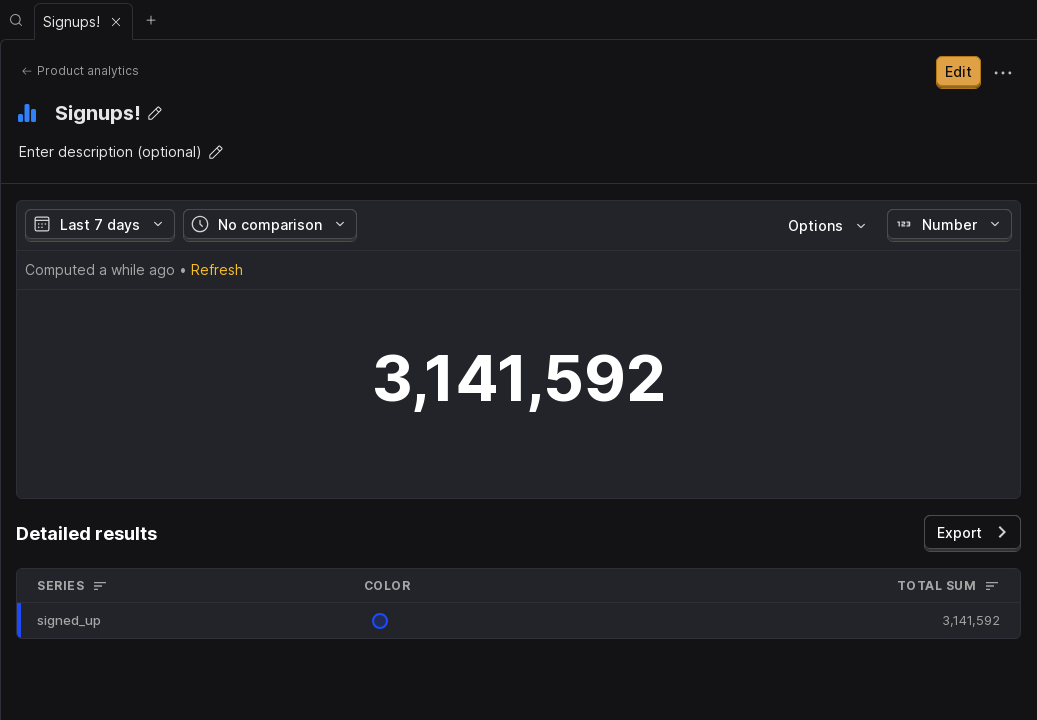 Signups!
Product analytics
Edit
Signups!
Enter description (optional)
Last 7 days
No comparison
Options
123 Number
Computed a while ago • Refresh
3,141,592
Detailed results
Export
SERIES COLOR TOTAL SUM
signed_up 3,141,592